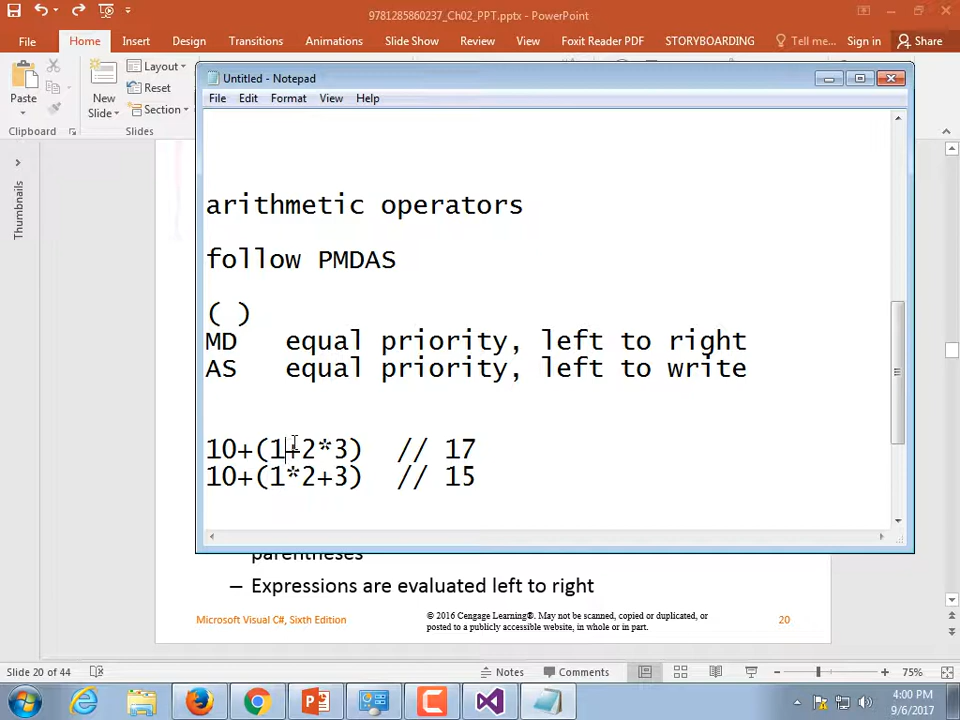 9781285860237_Ch02_PPT.pptx - PowerPoint
File Home Insert Design Transitions Animations Slide Show Review View Foxit Reader PDF STORYBOARDING Tell me... Sign in Share
Paste
New
Slide
Layout
Reset
Section
Clipboard Slides
Untitled - Notepad
File Edit Format View Help
Thumbnails
arithmetic operators
follow PMDAS
( )
MD equal priority, left to right
AS equal priority, left to write
10+(1+2*3) // 17
10+(1*2+3) // 15
parentheses
– Expressions are evaluated left to right
Microsoft Visual C#, Sixth Edition
© 2016 Cengage Learning®. May not be scanned, copied or duplicated, or
posted to a publicly accessible website, in whole or in part.
20
Slide 20 of 44 Notes Comments 75%
4:00 PM
9/6/2017